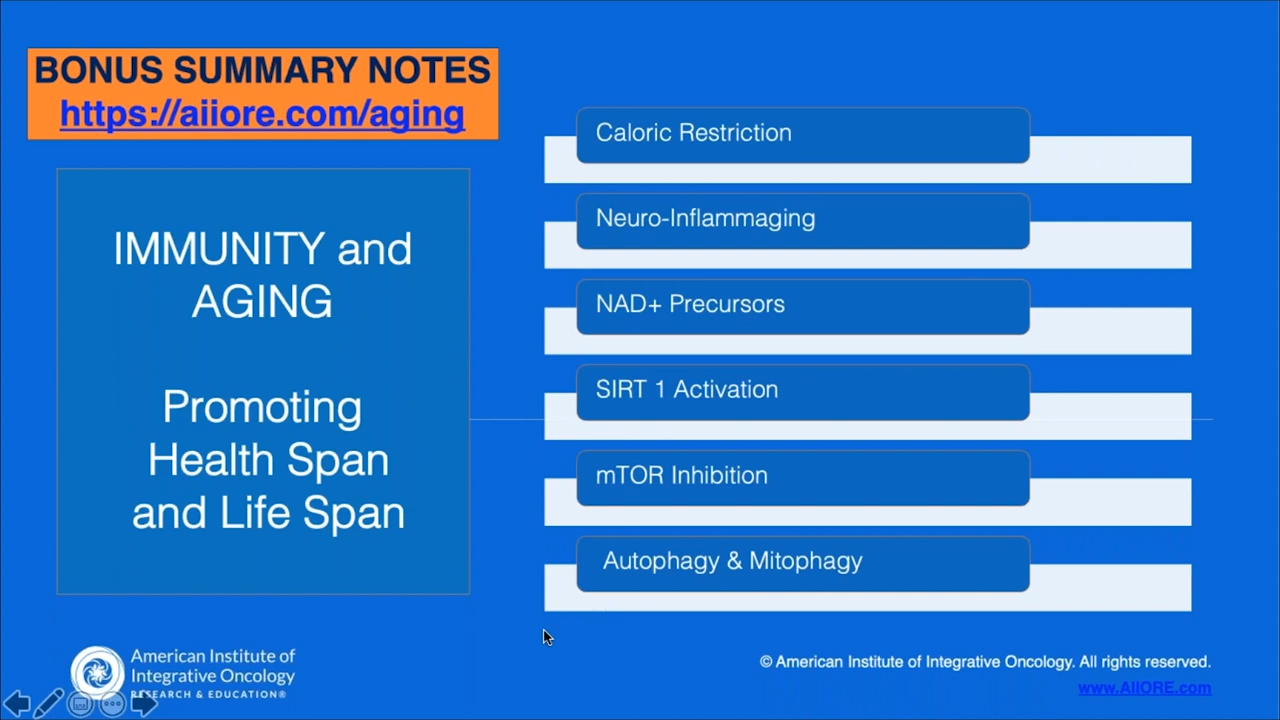 BONUS SUMMARY NOTES
https://aiiore.com/aging
IMMUNITY and
AGING
Promoting
Health Span
and Life Span
Caloric Restriction
Neuro-Inflammaging
NAD+ Precursors
SIRT 1 Activation
mTOR Inhibition
Autophagy & Mitophagy
American Institute of
Integrative Oncology
RESEARCH & EDUCATION®
© American Institute of Integrative Oncology. All rights reserved.
www.AIIORE.com